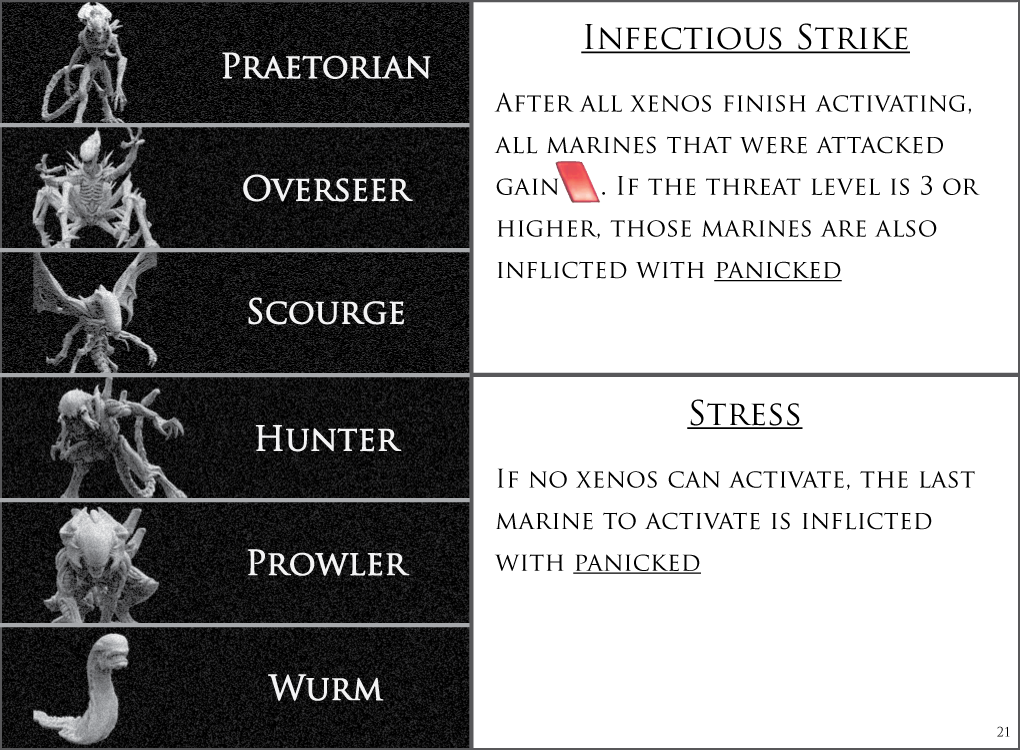 Praetorian
Overseer
Scourge
Hunter
Prowler
Wurm
Infectious Strike
After all xenos finish activating,
all marines that were attacked
gain . If the threat level is 3 or
higher, those marines are also
inflicted with panicked
Stress
If no xenos can activate, the last
marine to activate is inflicted
with panicked
21